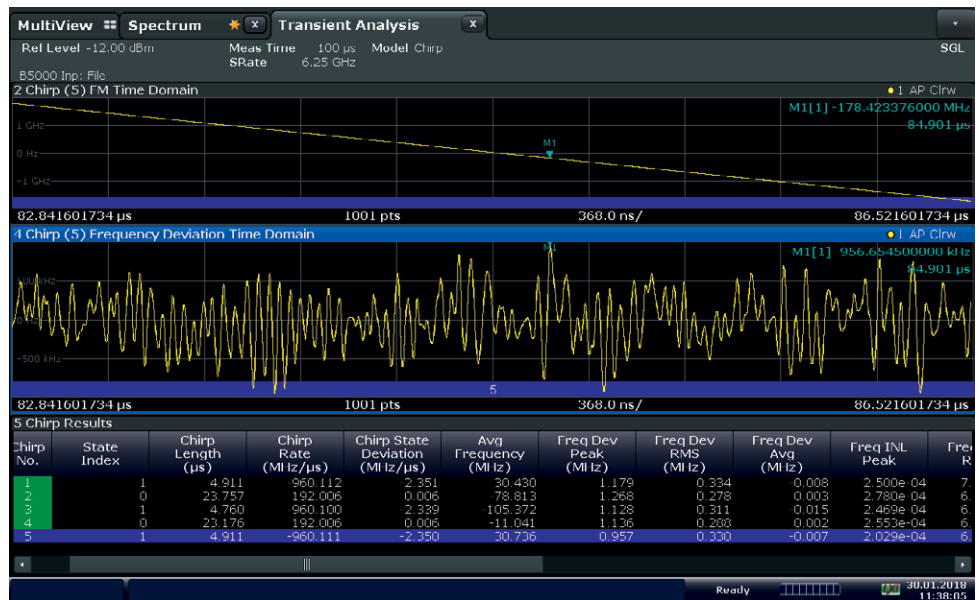 MultiView Spectrum x Transient Analysis x
Ref Level -12.00 dBm Meas Time 100 µs Model Chirp SGL
SRate 6.25 GHz
B5000 Inp: File
2 Chirp (5) FM Time Domain 1 AP Clrw
M1[1] -178.423376000 MHz
1 GHz 84.901 µs
M1
0 Hz
-1 GHz
82.841601734 µs 1001 pts 368.0 ns/ 86.521601734 µs
4 Chirp (5) Frequency Deviation Time Domain 1 AP Clrw
M1
M1[1] 956.654500000 kHz
84.901 µs
-500 kHz
5
82.841601734 µs 1001 pts 368.0 ns/ 86.521601734 µs
5 Chirp Results
Chirp No. State Index Chirp Length (µs) Chirp Rate (MHz/µs) Chirp State Deviation (MHz/µs) Avg Frequency (MHz) Freq Dev Peak (MHz) Freq Dev RMS (MHz) Freq Dev Avg (MHz) Freq INL Peak Fre R
1 1 4.911 -960.112 -2.351 30.430 1.179 0.334 -0.008 2.500e-04 7.
2 0 23.757 192.006 0.006 -78.813 1.268 0.278 0.003 2.780e-04 6.
3 1 4.760 -960.100 -2.339 -105.372 1.128 0.311 -0.015 2.469e-04 6.
4 0 23.176 192.006 0.006 -11.041 1.136 0.283 0.002 2.553e-04 6.
5 1 4.911 -960.111 -2.350 30.736 0.957 0.330 -0.007 2.029e-04 6.
Ready 30.01.2018
11:38:05